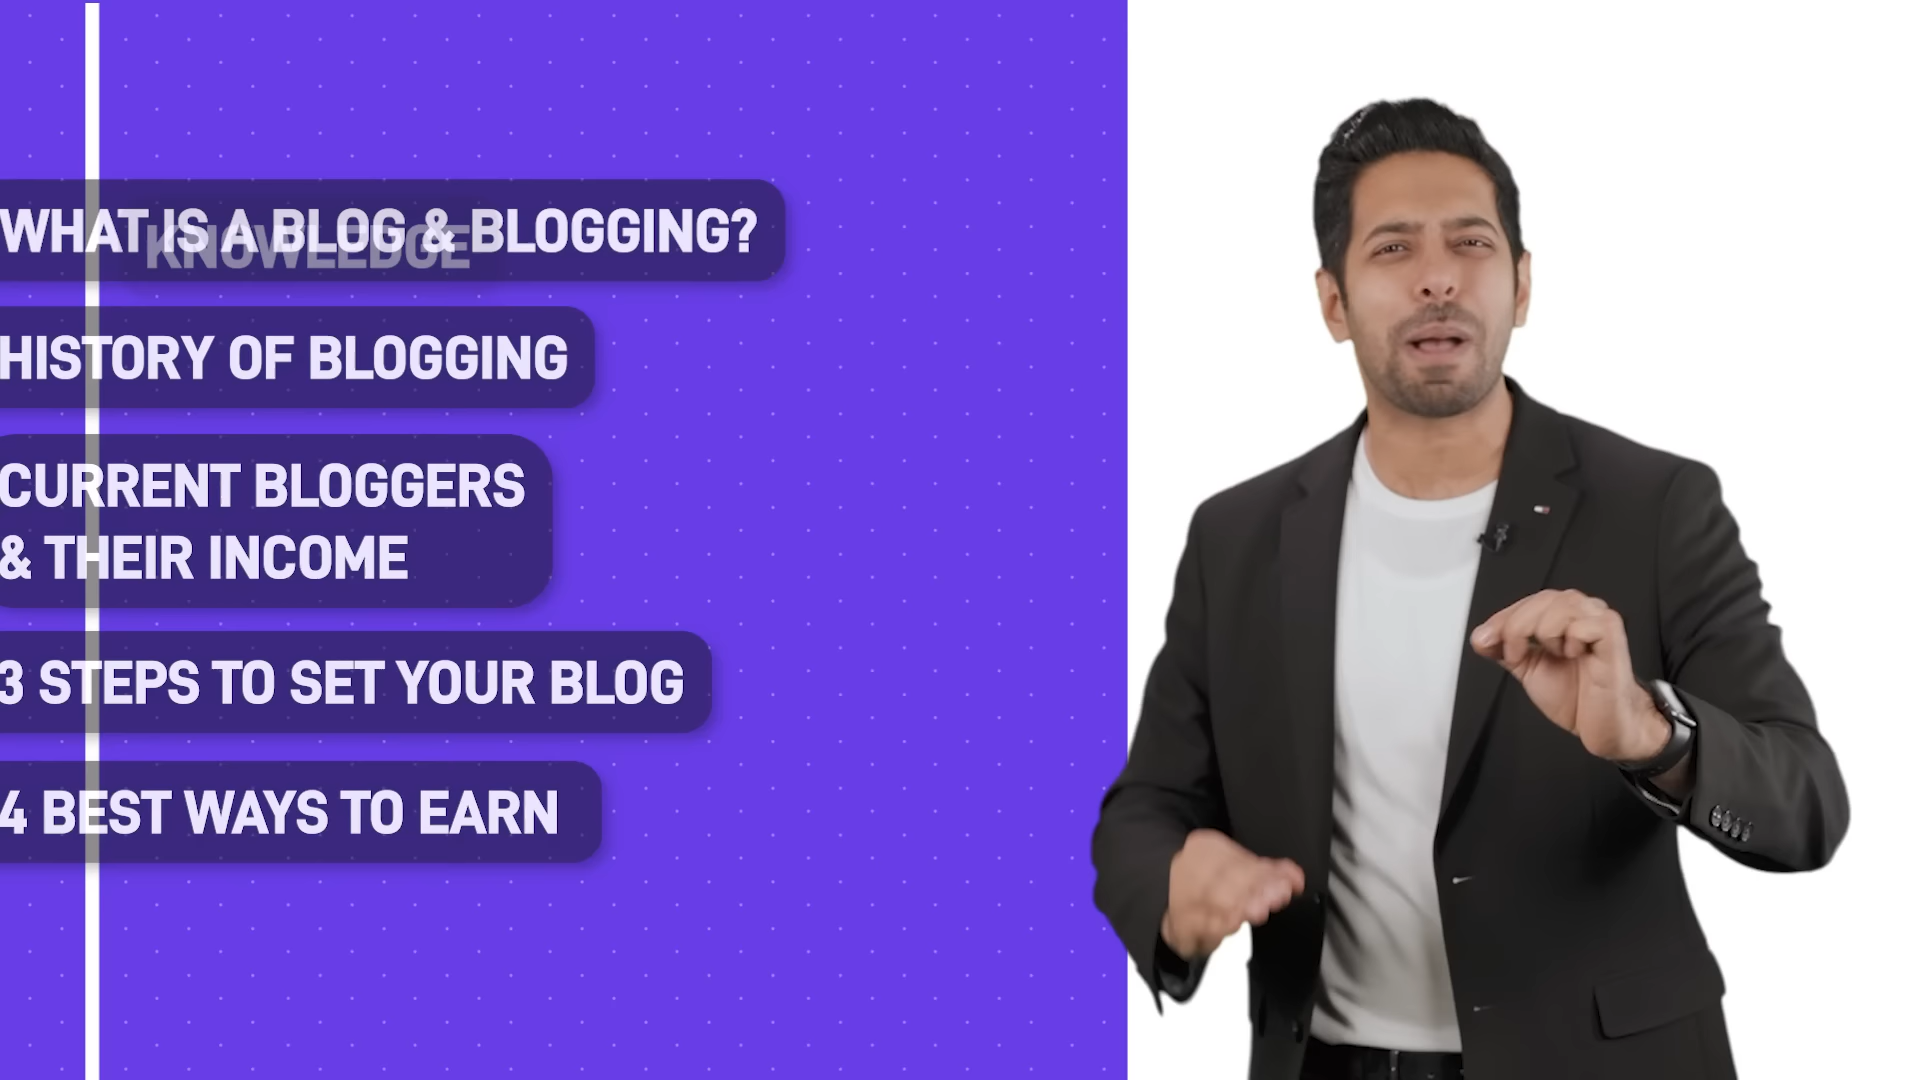 WHAT IS A BLOG & BLOGGING?
KNOWLEDGE
HISTORY OF BLOGGING
CURRENT BLOGGERS
& THEIR INCOME
3 STEPS TO SET YOUR BLOG
4 BEST WAYS TO EARN